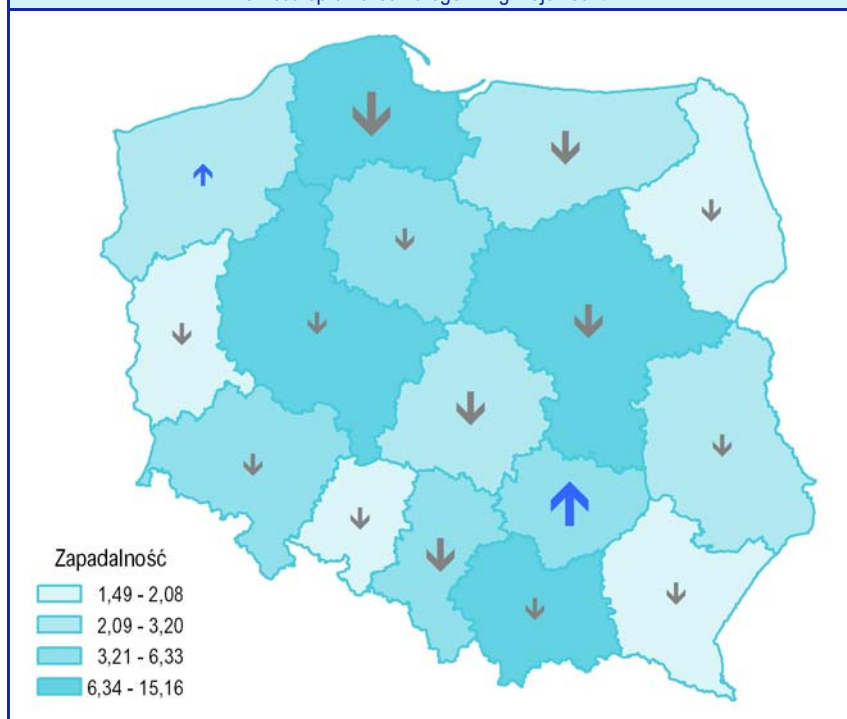 Zapadalność
1,49 - 2,08
2,09 - 3,20
3,21 - 6,33
6,34 - 15,16